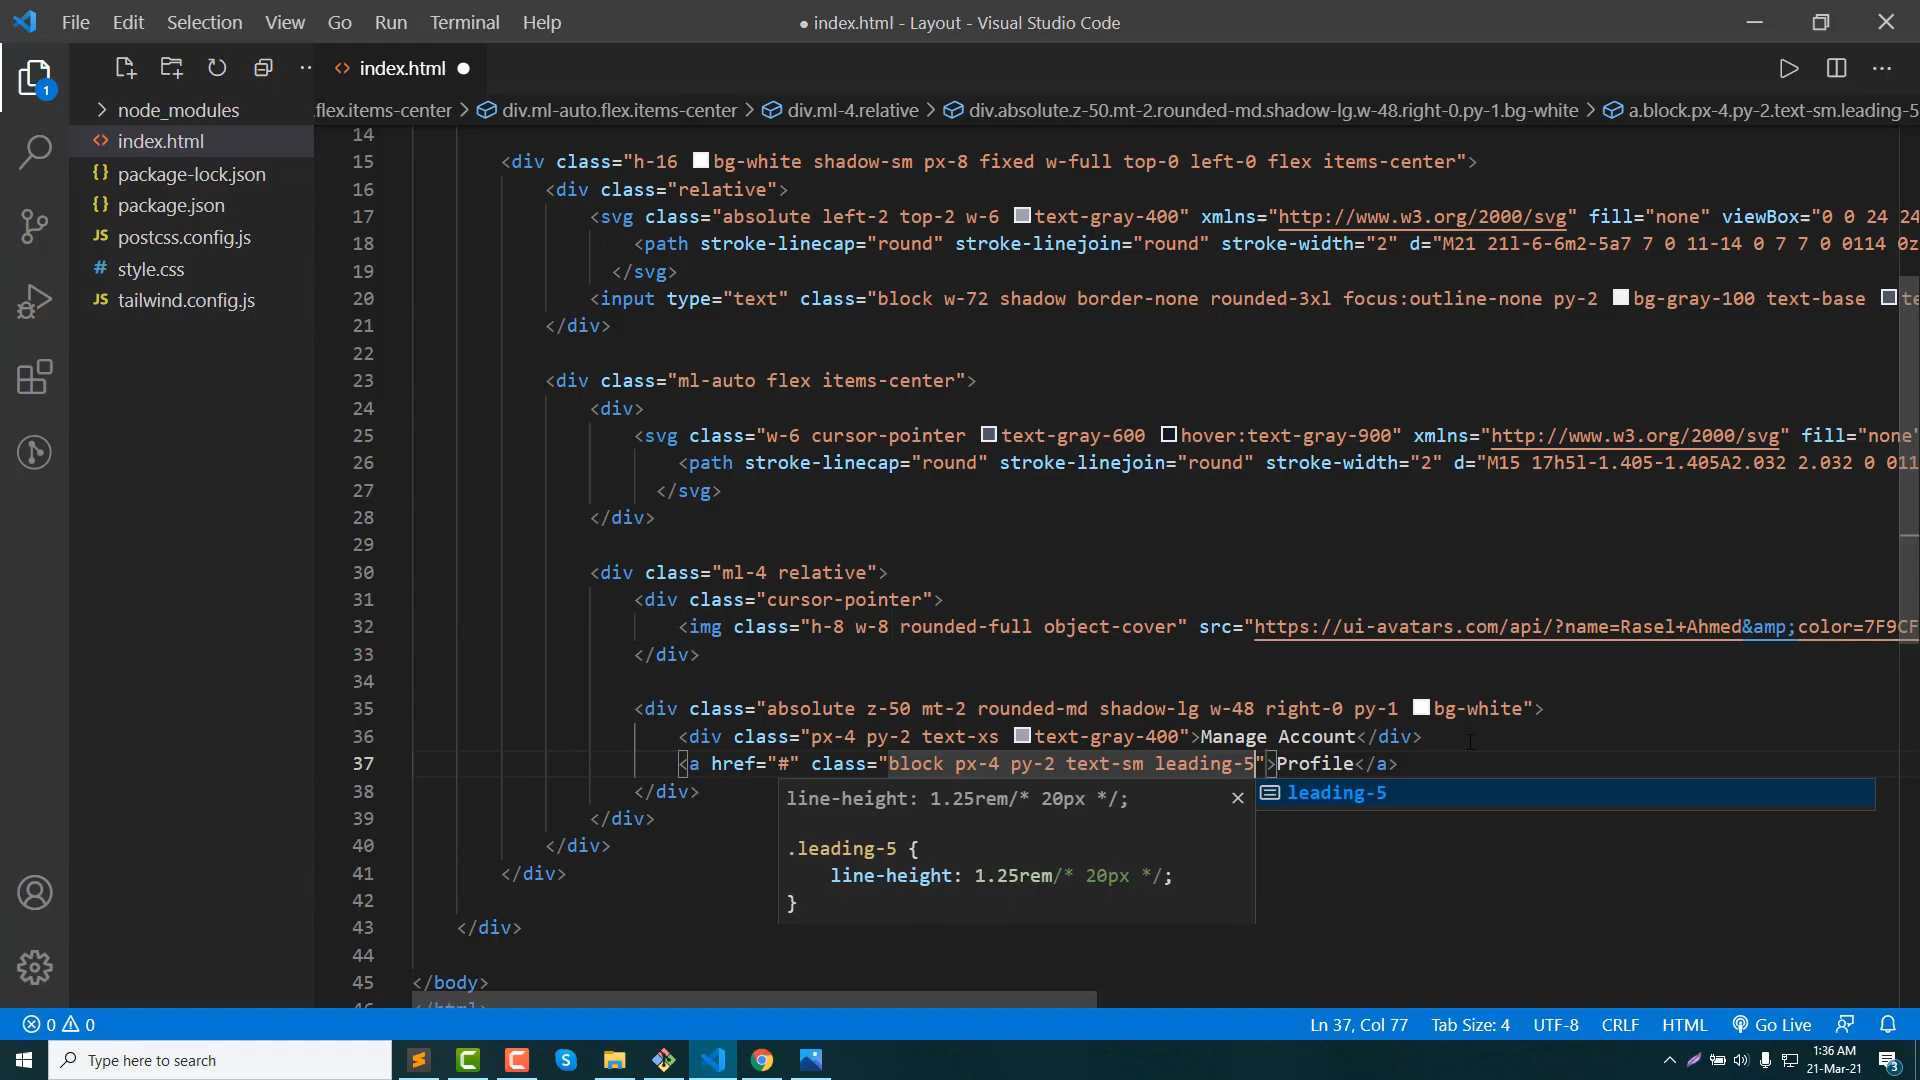 File Edit Selection View Go Run Terminal Help
● index.html - Layout - Visual Studio Code
index.html ●
1
node_modules
index.html
package-lock.json
package.json
postcss.config.js
style.css
tailwind.config.js
.flex.items-center > div.ml-auto.flex.items-center > div.ml-4.relative > div.absolute.z-50.mt-2.rounded-md.shadow-lg.w-48.right-0.py-1.bg-white > a.block.px-4.py-2.text-sm.leading-5
14
15 <div class="h-16 bg-white shadow-sm px-8 fixed w-full top-0 left-0 flex items-center">
16 <div class="relative">
17 <svg class="absolute left-2 top-2 w-6 text-gray-400" xmlns="http://www.w3.org/2000/svg" fill="none" viewBox="0 0 24 24
18 <path stroke-linecap="round" stroke-linejoin="round" stroke-width="2" d="M21 21l-6-6m2-5a7 7 0 11-14 0 7 7 0 0114 0z
19 </svg>
20 <input type="text" class="block w-72 shadow border-none rounded-3xl focus:outline-none py-2 bg-gray-100 text-base te
21 </div>
22
23 <div class="ml-auto flex items-center">
24 <div>
25 <svg class="w-6 cursor-pointer text-gray-600 hover:text-gray-900" xmlns="http://www.w3.org/2000/svg" fill="none"
26 <path stroke-linecap="round" stroke-linejoin="round" stroke-width="2" d="M15 17h5l-1.405-1.405A2.032 2.032 0 011
27 </svg>
28 </div>
29
30 <div class="ml-4 relative">
31 <div class="cursor-pointer">
32 <img class="h-8 w-8 rounded-full object-cover" src="https://ui-avatars.com/api/?name=Rasel+Ahmed&amp;color=7F9CF
33 </div>
34
35 <div class="absolute z-50 mt-2 rounded-md shadow-lg w-48 right-0 py-1 bg-white">
36 <div class="px-4 py-2 text-xs text-gray-400">Manage Account</div>
37 <a href="#" class="block px-4 py-2 text-sm leading-5">Profile</a>
38 </div>
39 </div>
40 </div>
41 </div>
42
43 </div>
44
45 </body>
46 </html>
line-height: 1.25rem/* 20px */;
.leading-5 {
line-height: 1.25rem/* 20px */;
}
leading-5
0 0
Ln 37, Col 77 Tab Size: 4 UTF-8 CRLF HTML Go Live
Type here to search
1:36 AM
21-Mar-21
3